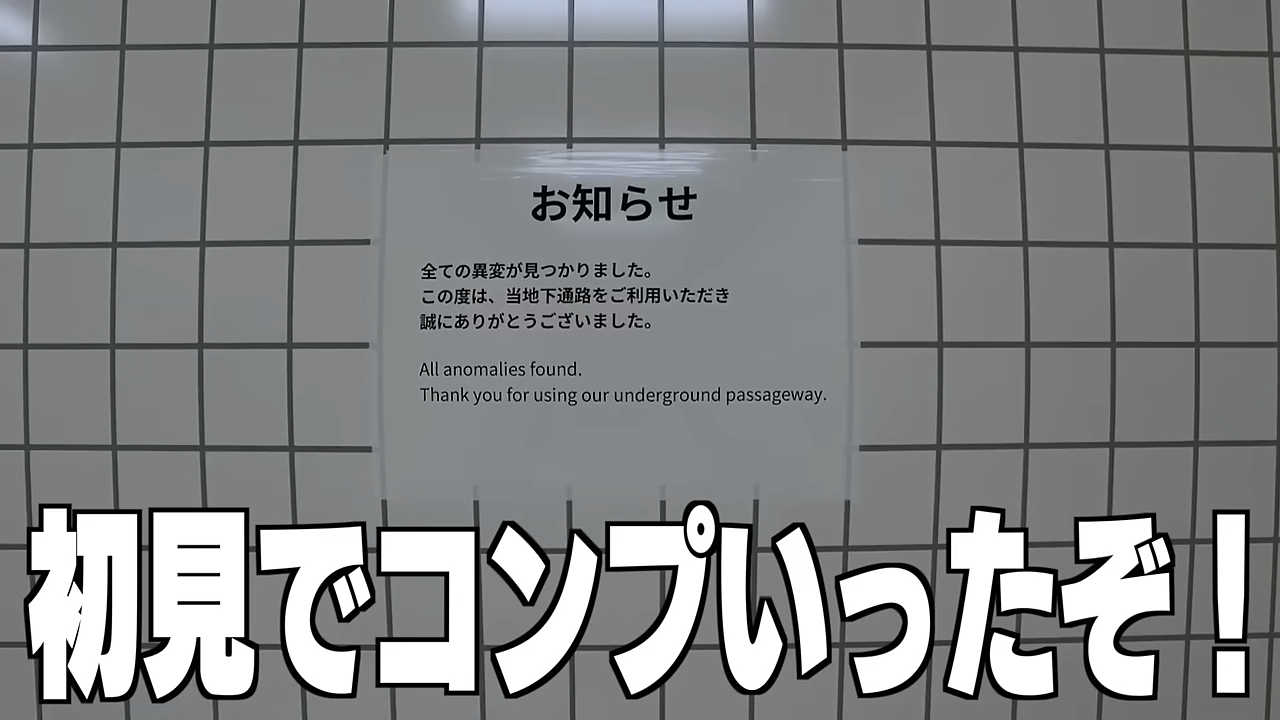 お知らせ
全ての異変が見つかりました。
この度は、当地下通路をご利用いただき
誠にありがとうございました。
All anomalies found.
Thank you for using our underground passageway.
初見でコンプいったぞ！